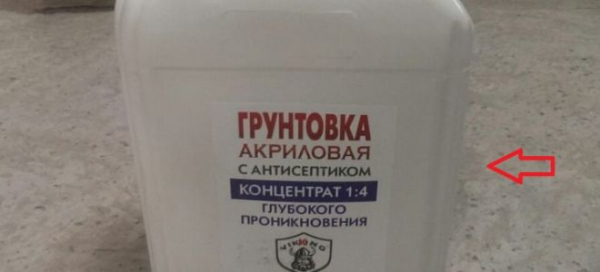 ГРУНТОВКА
АКРИЛОВАЯ
С АНТИСЕПТИКОМ
КОНЦЕНТРАТ 1:4
ГЛУБОКОГО
ПРОНИКНОВЕНИЯ